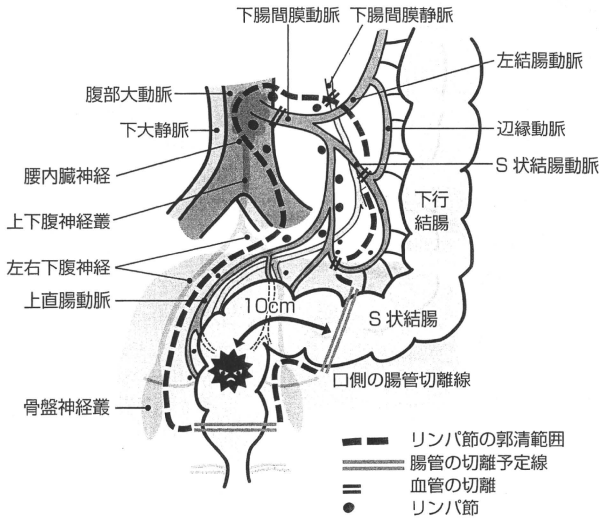 下腸間膜動脈
下腸間膜静脈
腹部大動脈
左結腸動脈
下大静脈
辺縁動脈
腰内臓神経
S状結腸動脈
上下腹神経叢
下行
結腸
左右下腹神経
上直腸動脈
10cm
S状結腸
口側の腸管切離線
骨盤神経叢
リンパ節の郭清範囲
腸管の切離予定線
血管の切離
リンパ節